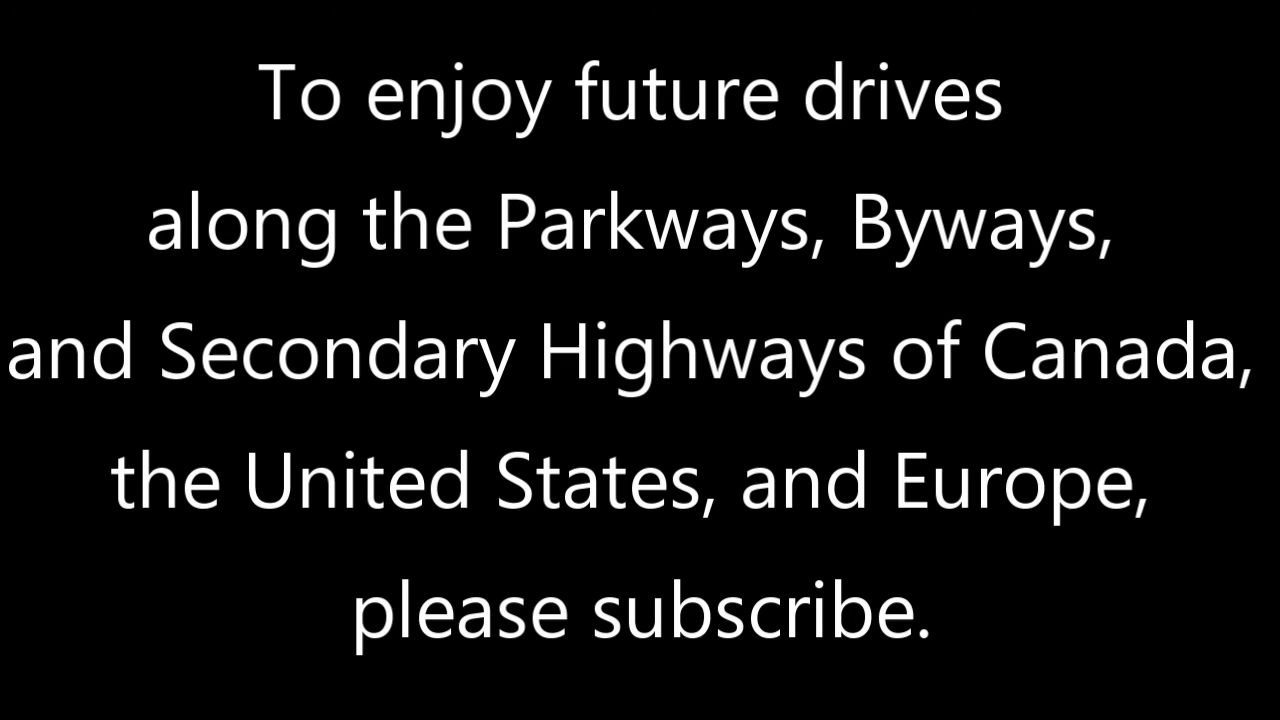 To enjoy future drives
along the Parkways, Byways,
and Secondary Highways of Canada,
the United States, and Europe,
please subscribe.